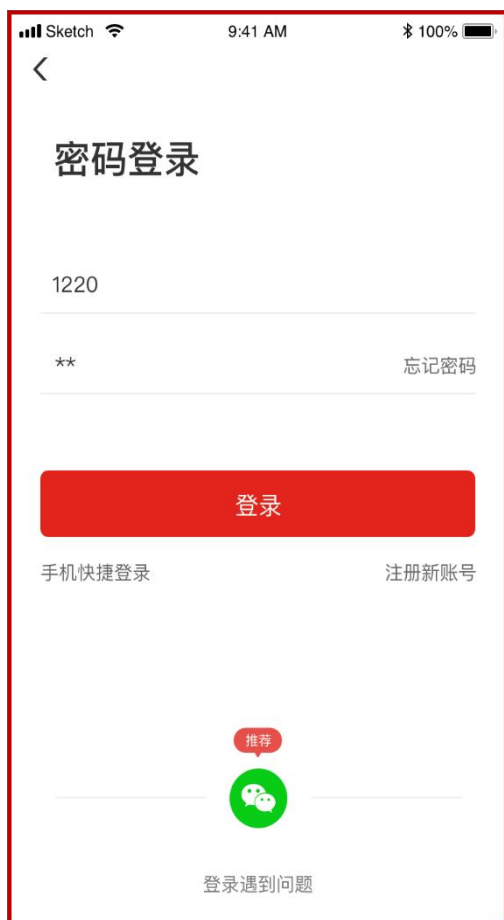 Sketch 9:41 AM 100%
密码登录
1220
** 忘记密码
登录
手机快捷登录 注册新账号
推荐
登录遇到问题